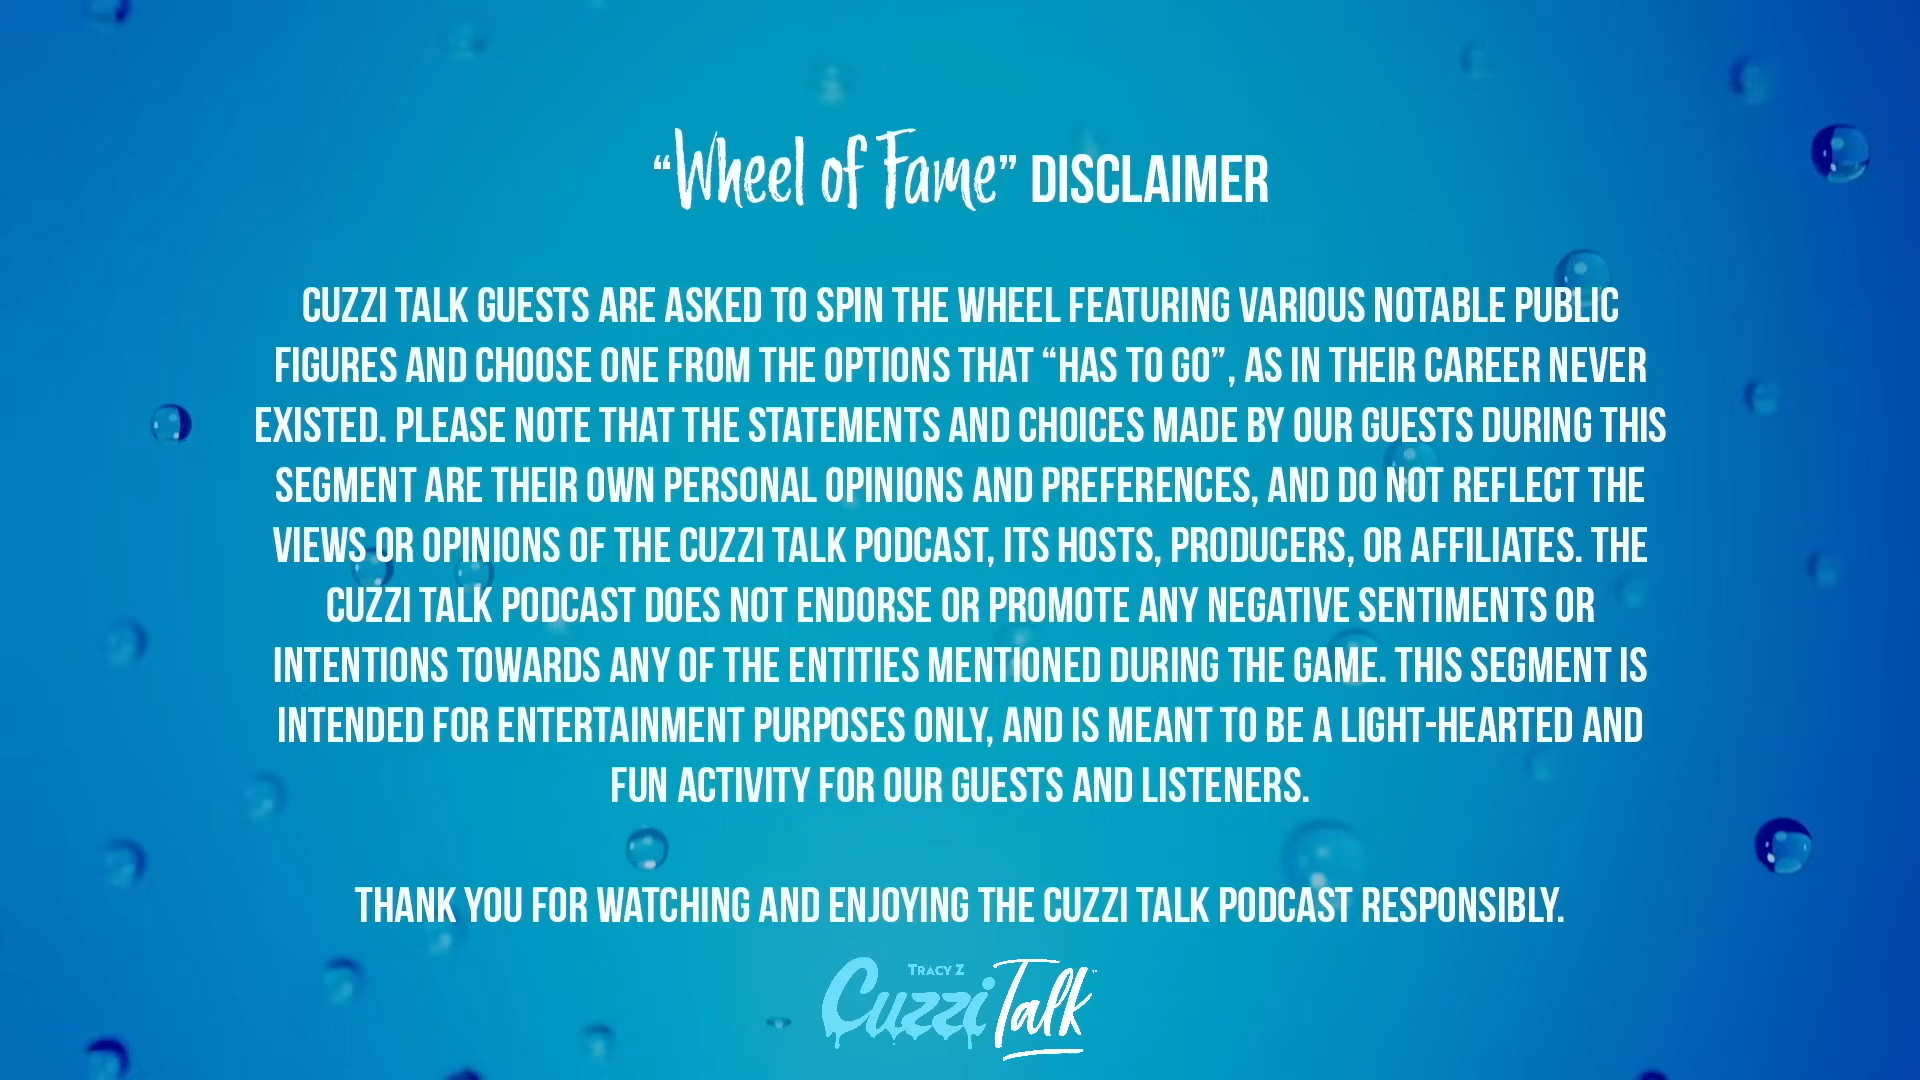 “Wheel of Fame” DISCLAIMER
CUZZI TALK GUESTS ARE ASKED TO SPIN THE WHEEL FEATURING VARIOUS NOTABLE PUBLIC
FIGURES AND CHOOSE ONE FROM THE OPTIONS THAT “HAS TO GO”, AS IN THEIR CAREER NEVER
EXISTED. PLEASE NOTE THAT THE STATEMENTS AND CHOICES MADE BY OUR GUESTS DURING THIS
SEGMENT ARE THEIR OWN PERSONAL OPINIONS AND PREFERENCES, AND DO NOT REFLECT THE
VIEWS OR OPINIONS OF THE CUZZI TALK PODCAST, ITS HOSTS, PRODUCERS, OR AFFILIATES. THE
CUZZI TALK PODCAST DOES NOT ENDORSE OR PROMOTE ANY NEGATIVE SENTIMENTS OR
INTENTIONS TOWARDS ANY OF THE ENTITIES MENTIONED DURING THE GAME. THIS SEGMENT IS
INTENDED FOR ENTERTAINMENT PURPOSES ONLY, AND IS MEANT TO BE A LIGHT-HEARTED AND
FUN ACTIVITY FOR OUR GUESTS AND LISTENERS.
THANK YOU FOR WATCHING AND ENJOYING THE CUZZI TALK PODCAST RESPONSIBLY.
TRACY Z
Cuzzi Talk™